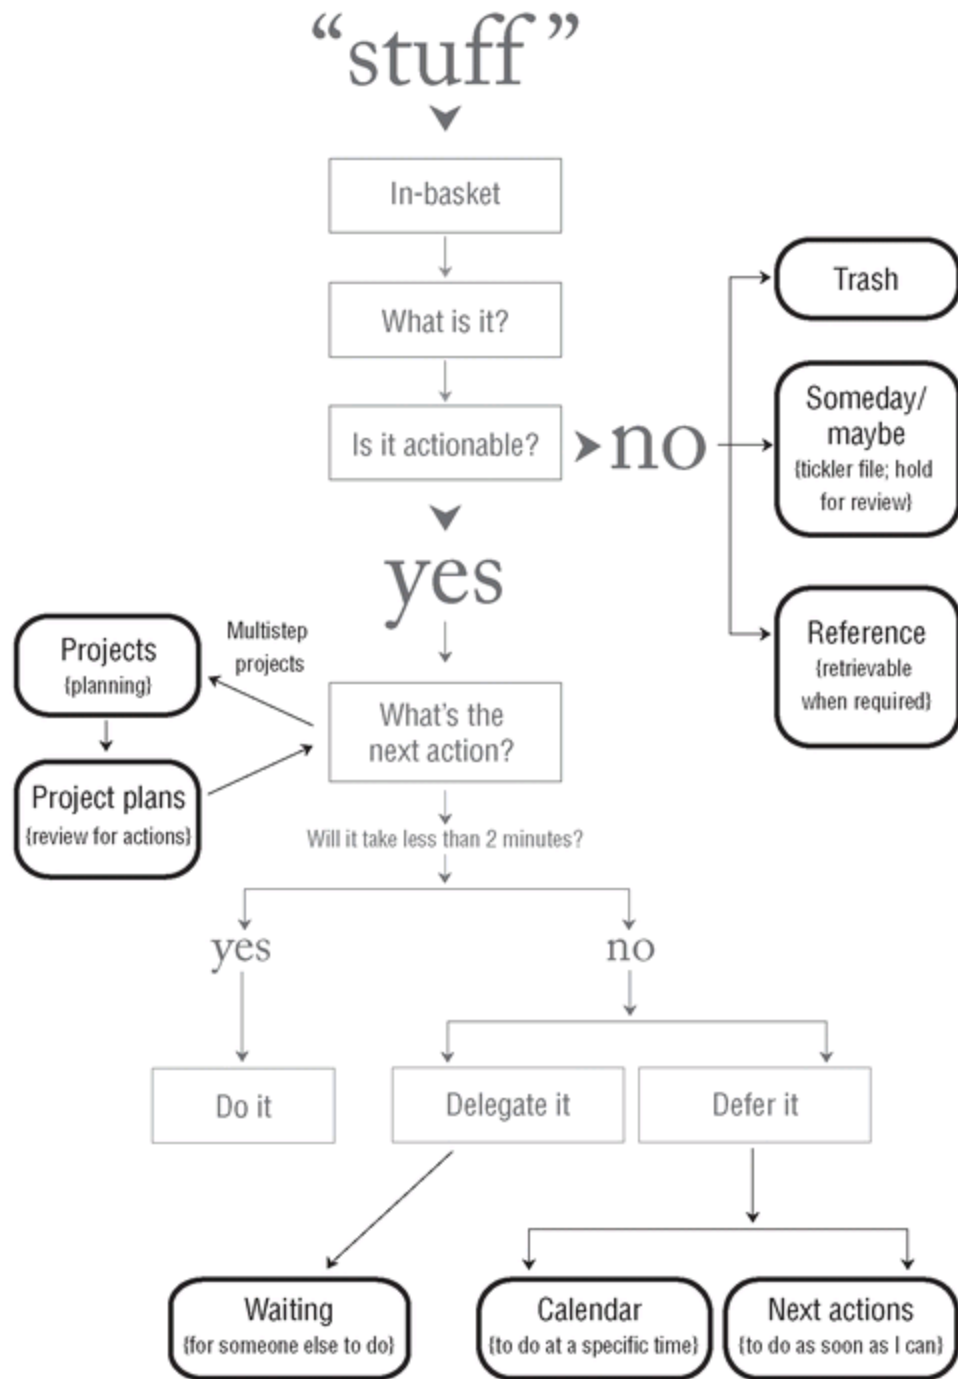 “stuff”
In-basket
What is it?
Is it actionable?
no
Trash
Someday/
maybe
{tickler file; hold
for review}
Reference
{retrievable
when required}
yes
Multistep
projects
Projects
{planning}
Project plans
{review for actions}
What’s the
next action?
Will it take less than 2 minutes?
yes
no
Do it
Delegate it
Defer it
Waiting
{for someone else to do}
Calendar
{to do at a specific time}
Next actions
{to do as soon as I can}